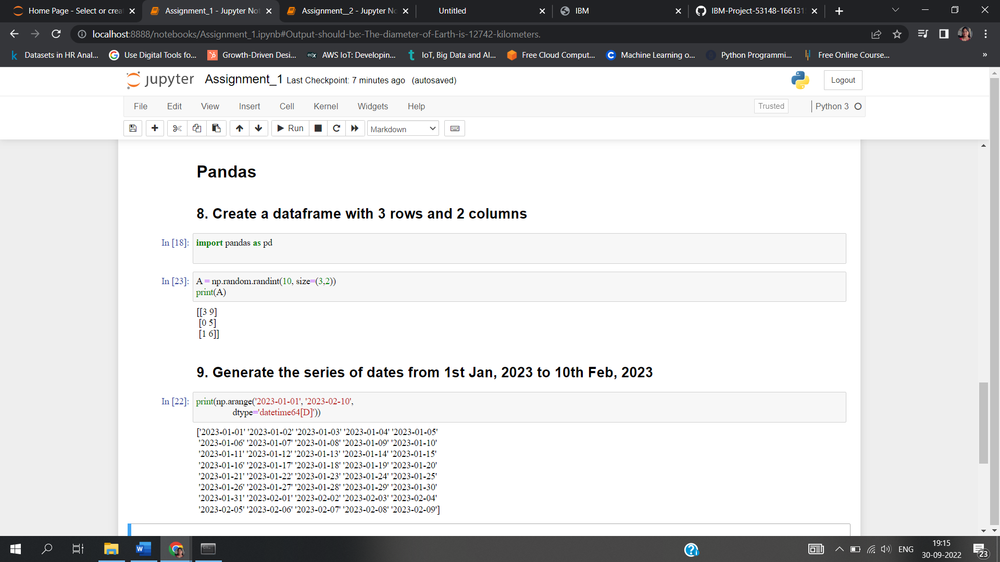 Home Page - Select or crea
Assignment_1 - Jupyter Not
Assignment__2 - Jupyter No
Untitled
IBM
IBM-Project-53148-166131
localhost:8888/notebooks/Assignment_1.ipynb#Output-should-be:-The-diameter-of-Earth-is-12742-kilometers.
k Datasets in HR Anal...
G Use Digital Tools fo...
Growth-Driven Desi...
edX AWS IoT: Developin...
t IoT, Big Data and AI...
Free Cloud Comput...
C Machine Learning o...
Python Programmi...
Free Online Course...
»
jupyter Assignment_1 Last Checkpoint: 7 minutes ago (autosaved)
Logout
File Edit View Insert Cell Kernel Widgets Help
Trusted
Python 3
Run
Markdown
Pandas
8. Create a dataframe with 3 rows and 2 columns
In [18]: import pandas as pd
In [23]: A = np.random.randint(10, size=(3,2))
print(A)
[[3 9]
[0 5]
[1 6]]
9. Generate the series of dates from 1st Jan, 2023 to 10th Feb, 2023
In [22]: print(np.arange('2023-01-01', '2023-02-10',
dtype='datetime64[D]'))
['2023-01-01' '2023-01-02' '2023-01-03' '2023-01-04' '2023-01-05'
'2023-01-06' '2023-01-07' '2023-01-08' '2023-01-09' '2023-01-10'
'2023-01-11' '2023-01-12' '2023-01-13' '2023-01-14' '2023-01-15'
'2023-01-16' '2023-01-17' '2023-01-18' '2023-01-19' '2023-01-20'
'2023-01-21' '2023-01-22' '2023-01-23' '2023-01-24' '2023-01-25'
'2023-01-26' '2023-01-27' '2023-01-28' '2023-01-29' '2023-01-30'
'2023-01-31' '2023-02-01' '2023-02-02' '2023-02-03' '2023-02-04'
'2023-02-05' '2023-02-06' '2023-02-07' '2023-02-08' '2023-02-09']
W
ENG
19:15
30-09-2022
23